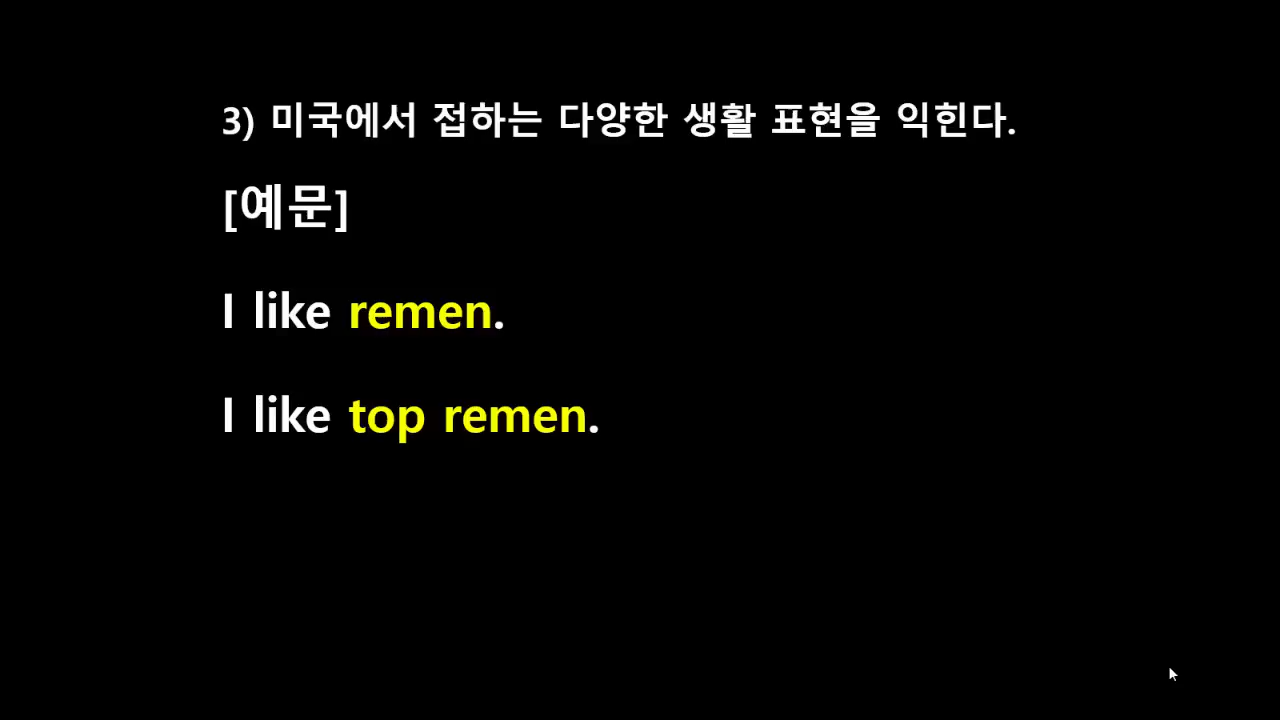 3) 미국에서 접하는 다양한 생활 표현을 익힌다.
[예문]
I like remen.
I like top remen.